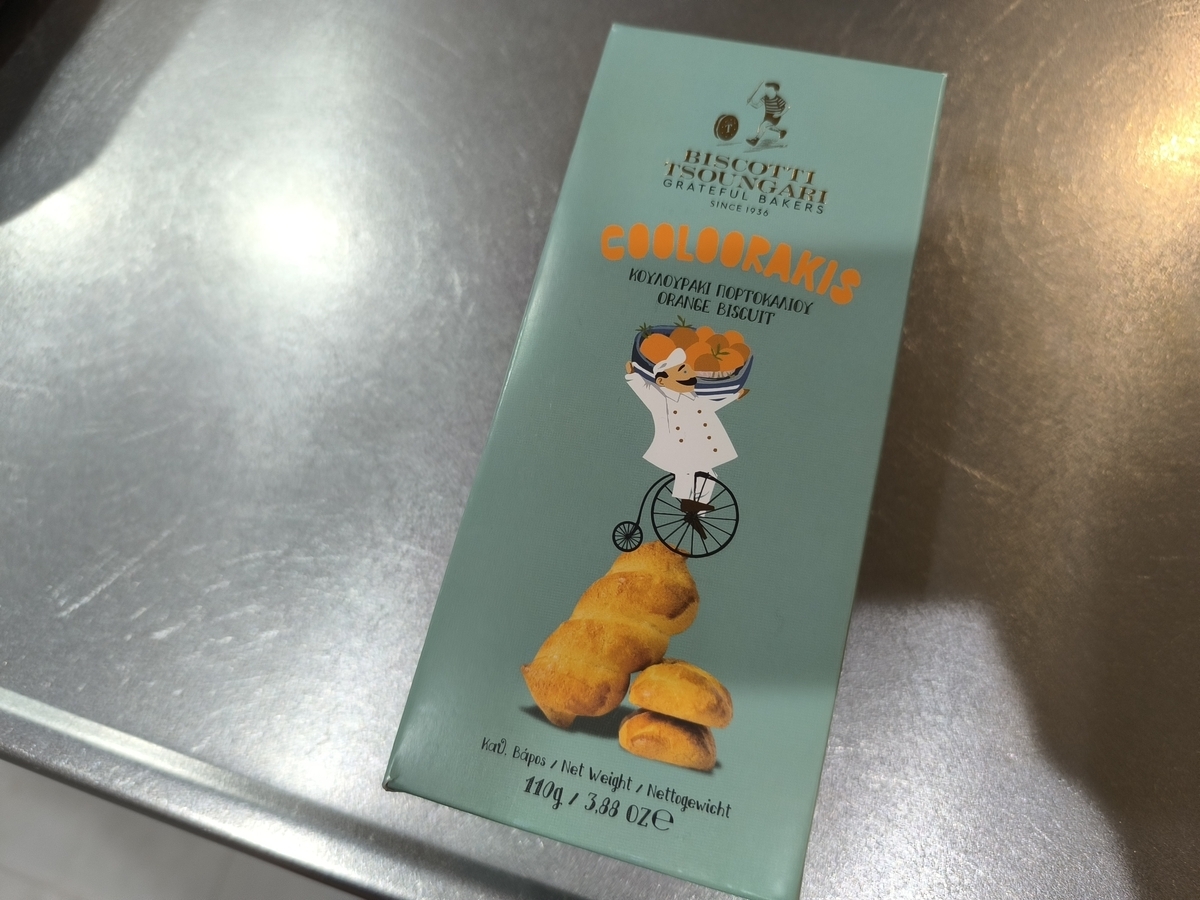 BISCOTTI
TSOUNGARI
GRATEFUL BAKERS
SINCE 1936
COOLOORAKIS
ΚΟΥΛΟΥΡΑΚΙ ΠΟΡΤΟΚΑΛΙΟΥ
ORANGE BISCUIT
Καθ. Βάρος / Net Weight / Nettogewicht
110g / 3,88 OZ℮